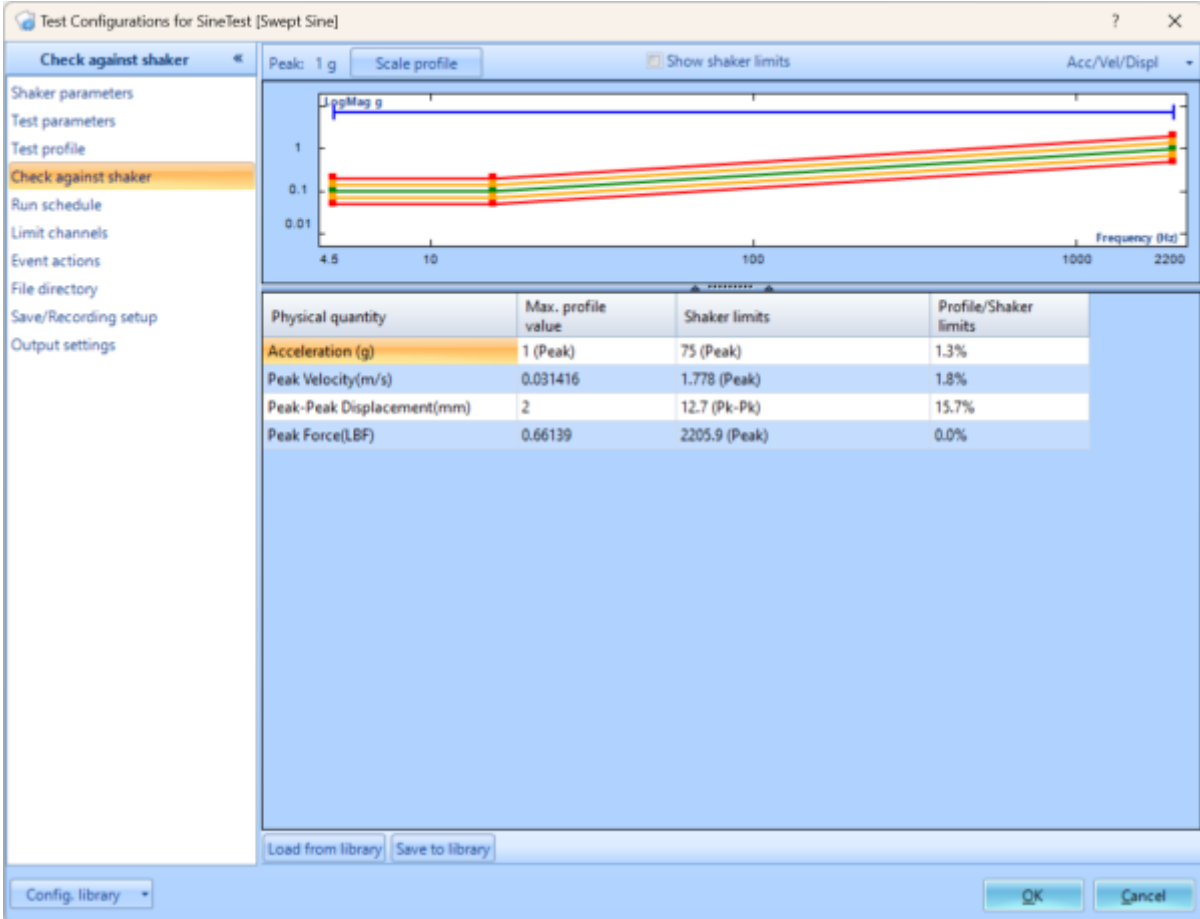 Test Configurations for SineTest [Swept Sine]
? ✕
Check against shaker «
Shaker parameters
Test parameters
Test profile
Check against shaker
Run schedule
Limit channels
Event actions
File directory
Save/Recording setup
Output settings
Peak: 1 g Scale profile Show shaker limits Acc/Vel/Displ
LogMag g
1
0.1
0.01
Frequency (Hz)
4.5 10 100 1000 2200
Physical quantity Max. profile value Shaker limits Profile/Shaker limits
Acceleration (g) 1 (Peak) 75 (Peak) 1.3%
Peak Velocity(m/s) 0.031416 1.778 (Peak) 1.8%
Peak-Peak Displacement(mm) 2 12.7 (Pk-Pk) 15.7%
Peak Force(LBF) 0.66139 2205.9 (Peak) 0.0%
Load from library Save to library
Config. library OK Cancel